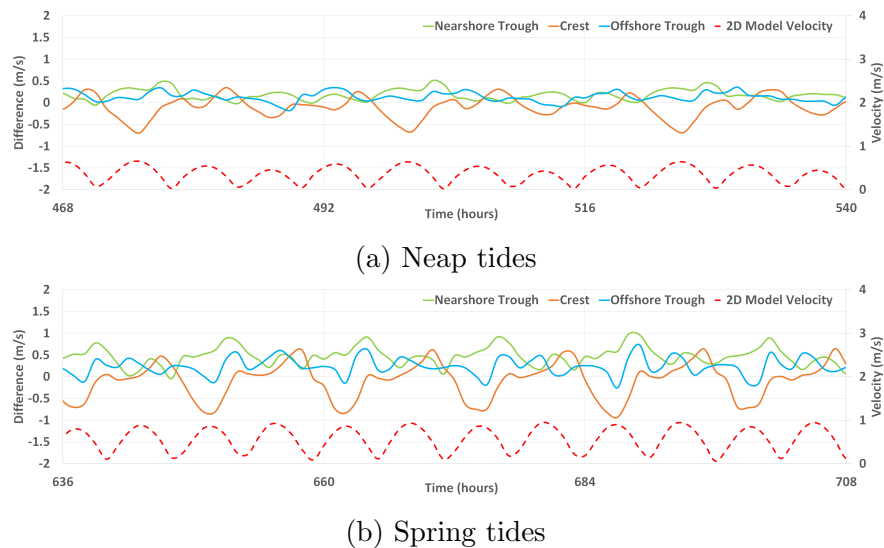 2
1.5
1
0.5
0
-0.5
-1
-1.5
-2
Difference (m/s)
Nearshore Trough Crest Offshore Trough 2D Model Velocity
4
3
2
1
0
Velocity (m/s)
468 492 516 540
Time (hours)
(a) Neap tides
2
1.5
1
0.5
0
-0.5
-1
-1.5
-2
Difference (m/s)
Nearshore Trough Crest Offshore Trough 2D Model Velocity
4
3
2
1
0
Velocity (m/s)
636 660 684 708
Time (hours)
(b) Spring tides